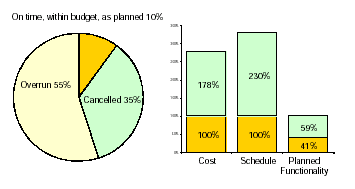 On time, within budget, as planned 10%
Overrun 55%
Cancelled 35%
178%
230%
100%
100%
59%
41%
Cost
Schedule
Planned
Functionality